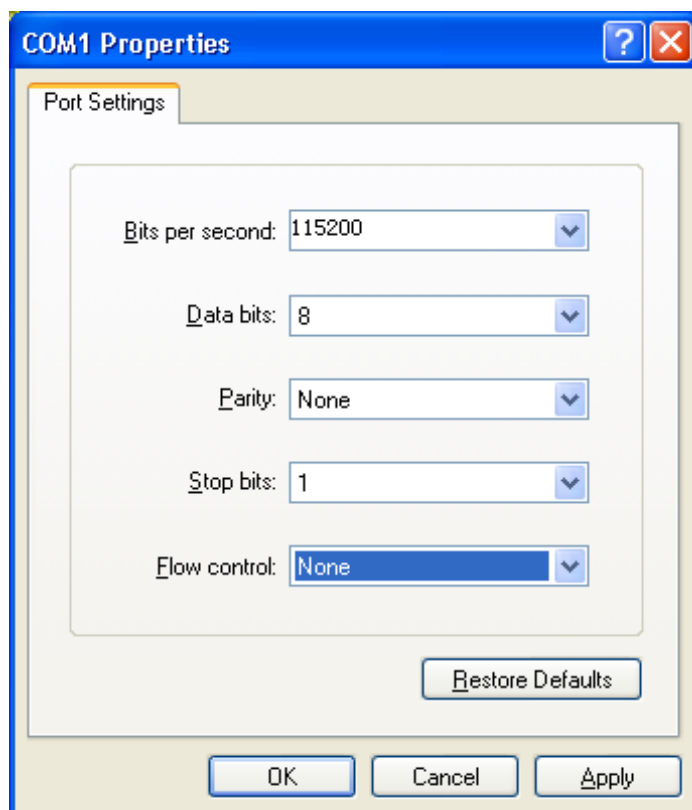 COM1 Properties
Port Settings
Bits per second: 115200
Data bits: 8
Parity: None
Stop bits: 1
Flow control: None
Restore Defaults
OK Cancel Apply